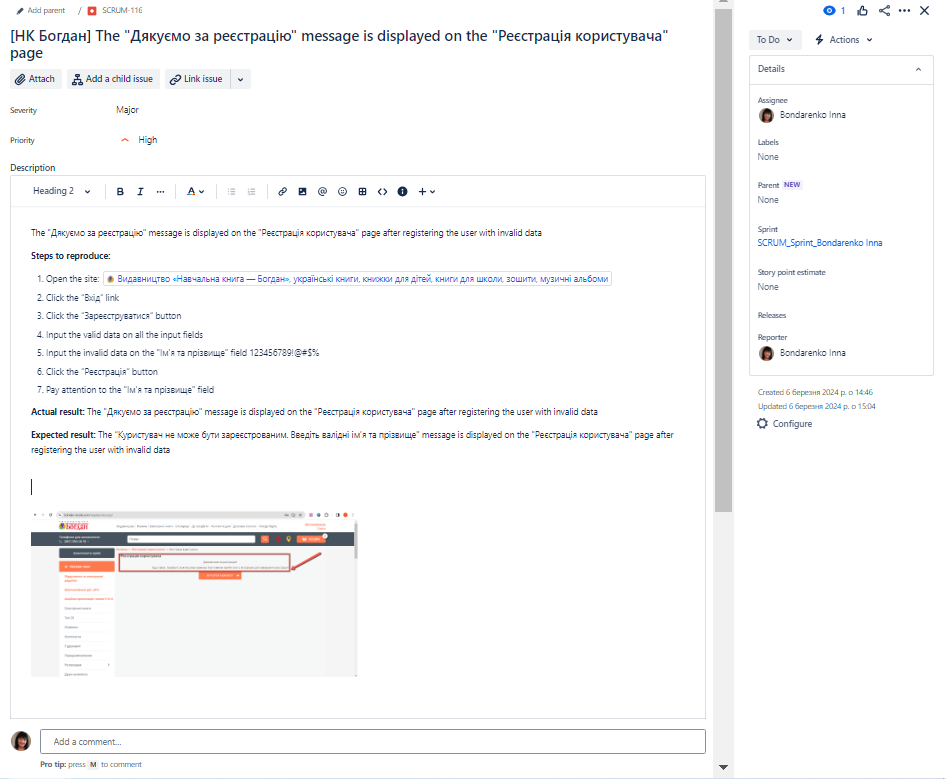 Add parent / SCRUM-116
1
[НК Богдан] The "Дякуємо за реєстрацію" message is displayed on the "Реєстрація користувача"
page
To Do
Actions
Attach
Add a child issue
Link issue
Details
Severity
Major
Priority
High
Assignee
Bondarenko Inna
Labels
None
Parent NEW
None
Sprint
SCRUM_Sprint_Bondarenko Inna
Story point estimate
None
Releases
Reporter
Bondarenko Inna
Created 6 березня 2024 р. о 14:46
Updated 6 березня 2024 р. о 15:04
Configure
Description
Heading 2
B I ... A
The "Дякуємо за реєстрацію" message is displayed on the "Реєстрація користувача" page after registering the user with invalid data
Steps to reproduce:
1. Open the site: Видавництво «Навчальна книга — Богдан», українські книги, книжки для дітей, книги для школи, зошити, музичні альбоми
2. Click the "Вхід" link
3. Click the "Зареєструватися" button
4. Input the valid data on all the input fields
5. Input the invalid data on the "Ім'я та прізвище" field 123456789!@#$%
6. Click the "Реєстрація" button
7. Pay attention to the "Ім'я та прізвище" field
Actual result: The "Дякуємо за реєстрацію" message is displayed on the "Реєстрація користувача" page after registering the user with invalid data
Expected result: The "Куристувач не може бути зареєстрованим. Введіть валідні ім'я та прізвище" message is displayed on the "Реєстрація користувача" page after
registering the user with invalid data
Богдан
Реєстрація користувача
Add a comment...
Pro tip: press M to comment